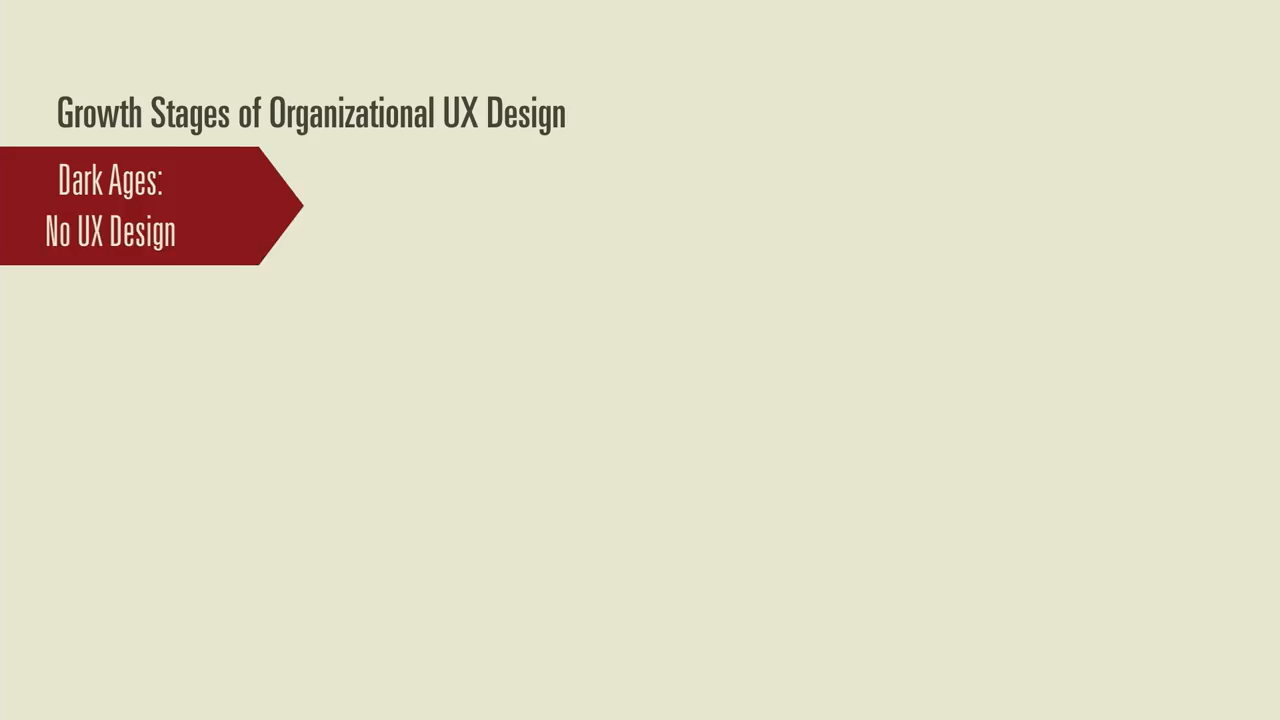 Growth Stages of Organizational UX Design
Dark Ages:
No UX Design